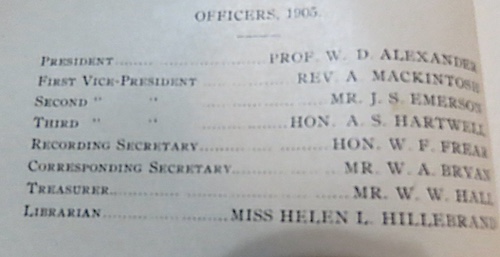 OFFICERS, 1905.
PRESIDENT.......................PROF. W. D. ALEXANDER
FIRST VICE-PRESIDENT..............REV. A. MACKINTOSH
SECOND " "..................MR. J. S. EMERSON
THIRD " "..............HON. A. S. HARTWELL
RECORDING SECRETARY....................HON. W. F. FREAR
CORRESPONDING SECRETARY................MR. W. A. BRYAN
TREASURER...................................MR. W. W. HALL
LIBRARIAN....................MISS HELEN L. HILLEBRAND